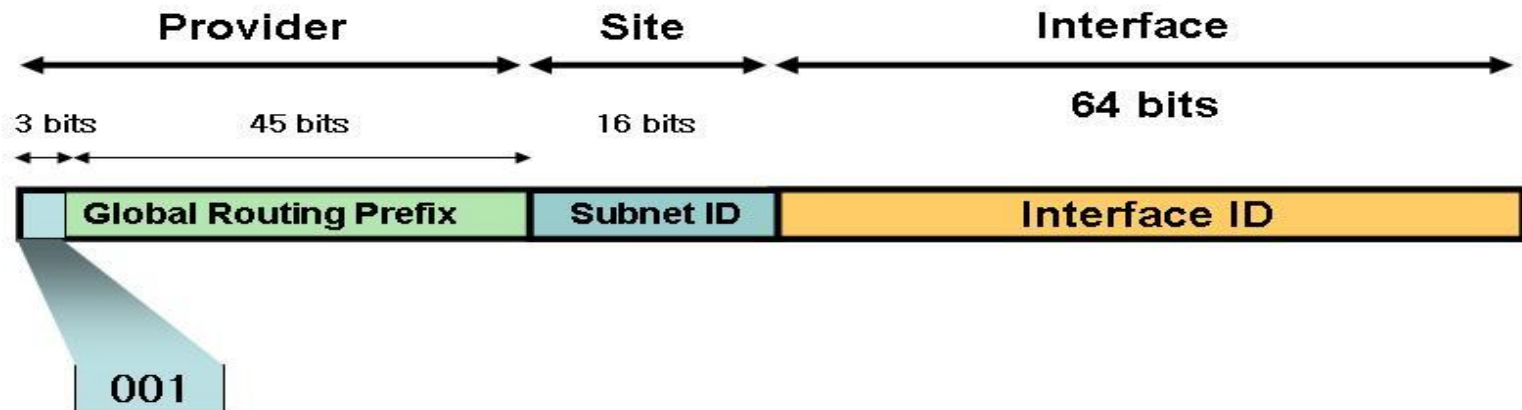 Provider Site Interface
64 bits
3 bits 45 bits 16 bits
Global Routing Prefix Subnet ID Interface ID
001